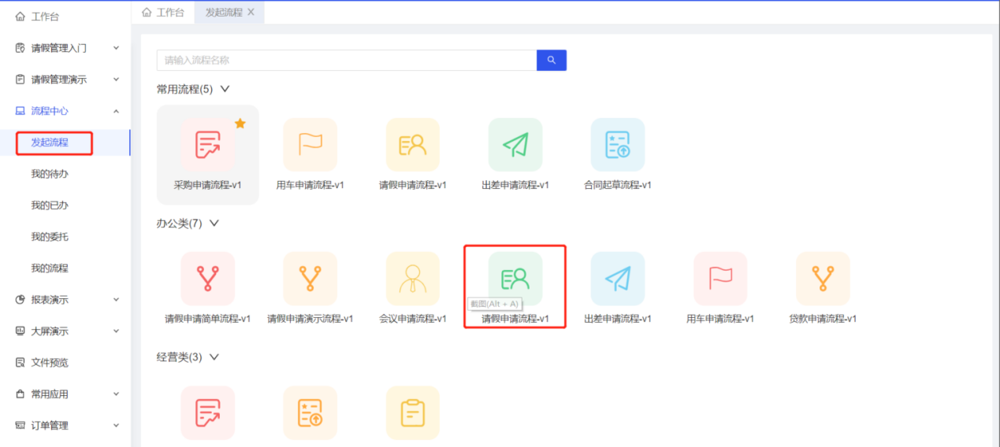 工作台
请假管理入门
请假管理演示
流程中心
发起流程
我的待办
我的已办
我的委托
我的流程
报表演示
大屏演示
文件预览
常用应用
订单管理
工作台 发起流程
请输入流程名称
常用流程(5)
采购申请流程-v1 用车申请流程-v1 请假申请流程-v1 出差申请流程-v1 合同起草流程-v1
办公类(7)
截图(Alt + A)
请假申请简单流程-v1 请假申请演示流程-v1 会议申请流程-v1 请假申请流程-v1 出差申请流程-v1 用车申请流程-v1 贷款申请流程-v1
经营类(3)